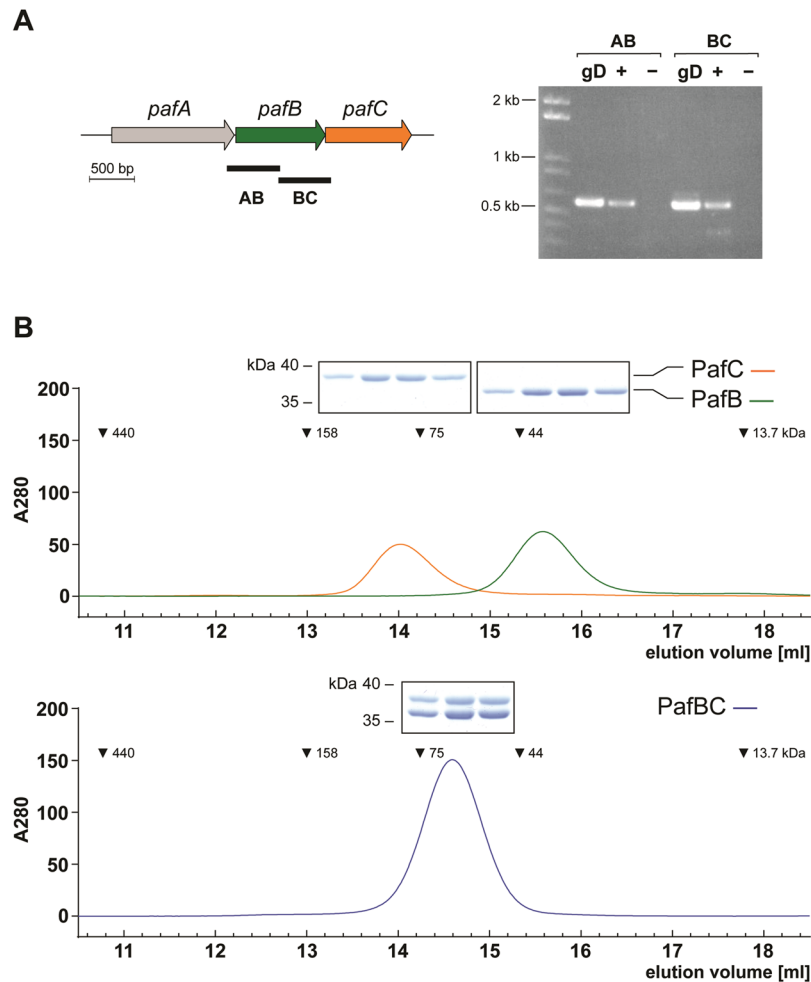 A
AB BC
gD + − gD + −
pafA pafB pafC
2 kb
1 kb
0.5 kb
500 bp
AB
BC
B
kDa 40
35
PafC
PafB
200
150
100
50
0
A280
440 158 75 44 13.7 kDa
11 12 13 14 15 16 17 18
elution volume [ml]
kDa 40
35
PafBC
200
150
100
50
0
A280
440 158 75 44 13.7 kDa
11 12 13 14 15 16 17 18
elution volume [ml]